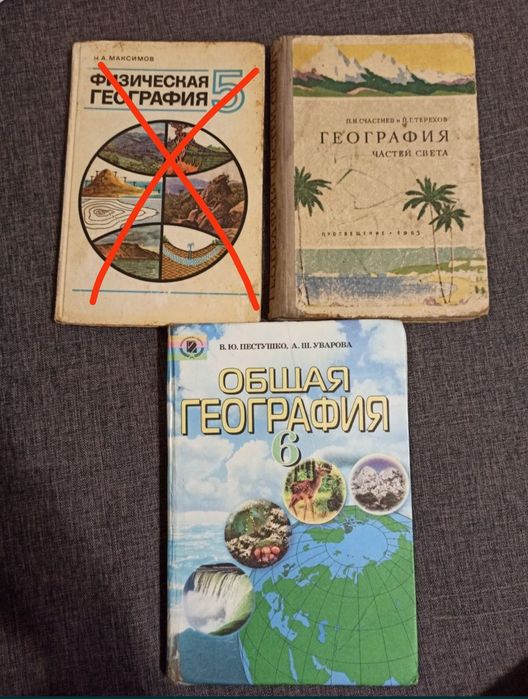 Н. А. МАКСИМОВ
ФИЗИЧЕСКАЯ
ГЕОГРАФИЯ 5
П. Н. СЧАСТНЕВ и П. Г. ТЕРЕХОВ
ГЕОГРАФИЯ
ЧАСТЕЙ СВЕТА
ПРОСВЕЩЕНИЕ • 1965
В. Ю. ПЕСТУШКО, А. Ш. УВАРОВА
ОБЩАЯ
ГЕОГРАФИЯ
6